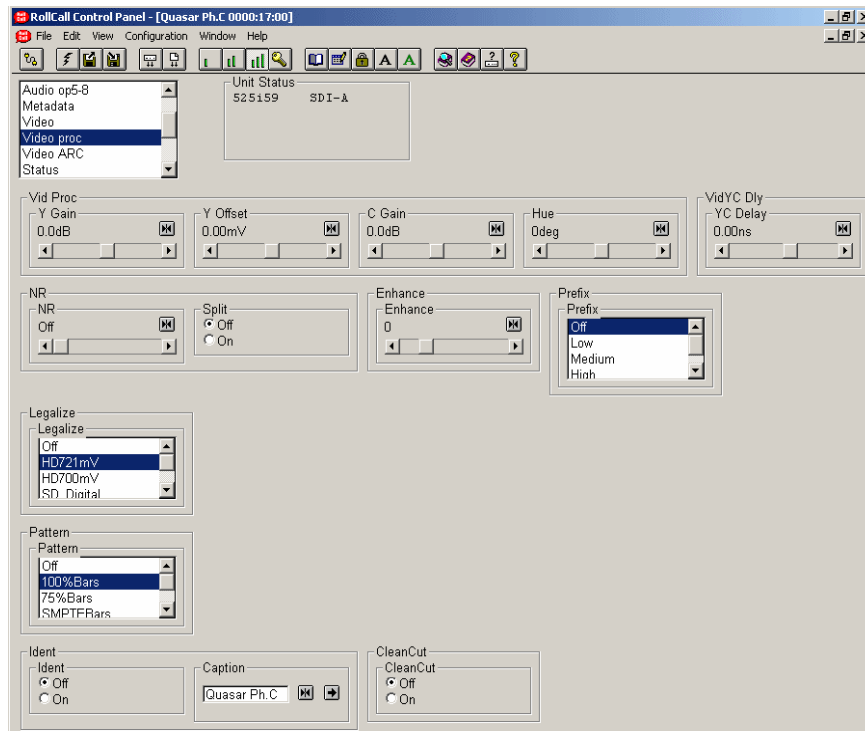 RollCall Control Panel - [Quasar Ph.C 0000:17:00]
File Edit View Configuration Window Help
A A
Audio op5-8
Metadata
Video
Video proc
Video ARC
Status
Unit Status
525i59 SDI-A
Vid Proc
Y Gain
0.0dB
Y Offset
0.00mV
C Gain
0.0dB
Hue
0deg
VidYC Dly
YC Delay
0.00ns
NR
NR
Off
Split
Off
On
Enhance
Enhance
0
Prefix
Prefix
Off
Low
Medium
High
Legalize
Legalize
Off
HD721mV
HD700mV
SD_Digital
Pattern
Pattern
Off
100%Bars
75%Bars
SMPTEBars
Ident
Ident
Off
On
Caption
Quasar Ph.C
CleanCut
CleanCut
Off
On